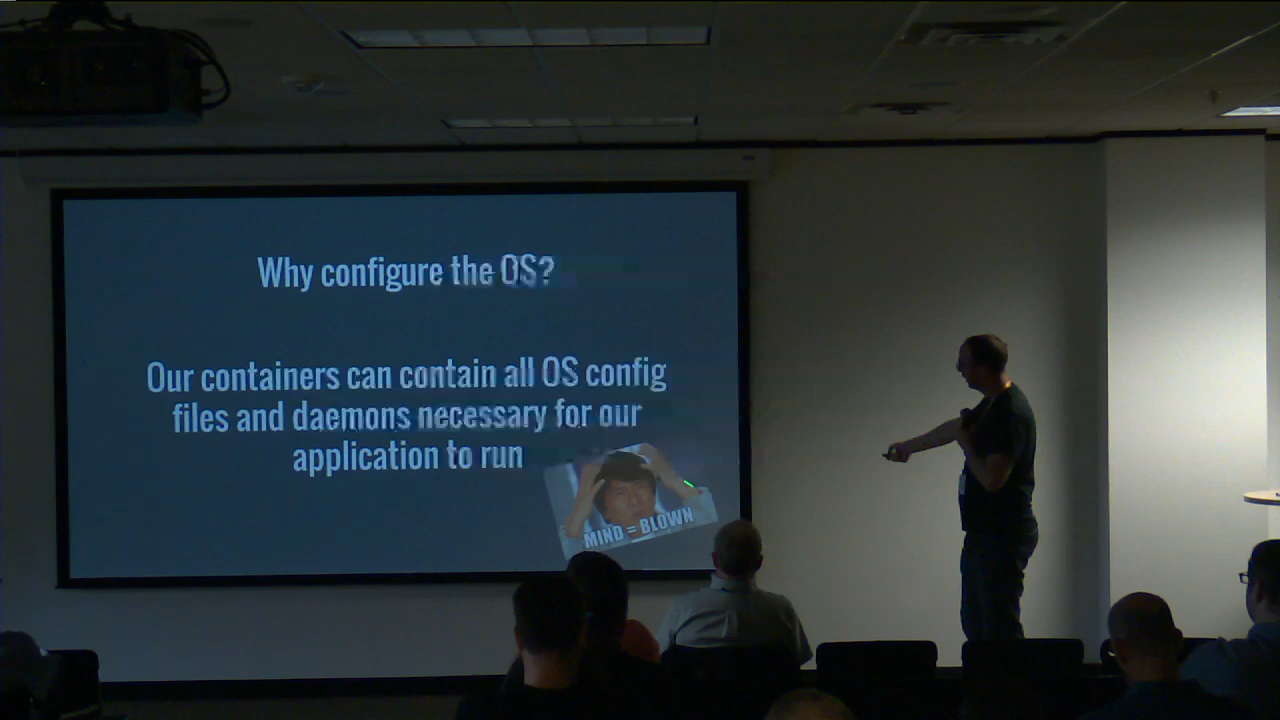 Why configure the OS?
Our containers can contain all OS config
files and daemons necessary for our
application to run
MIND = BLOWN